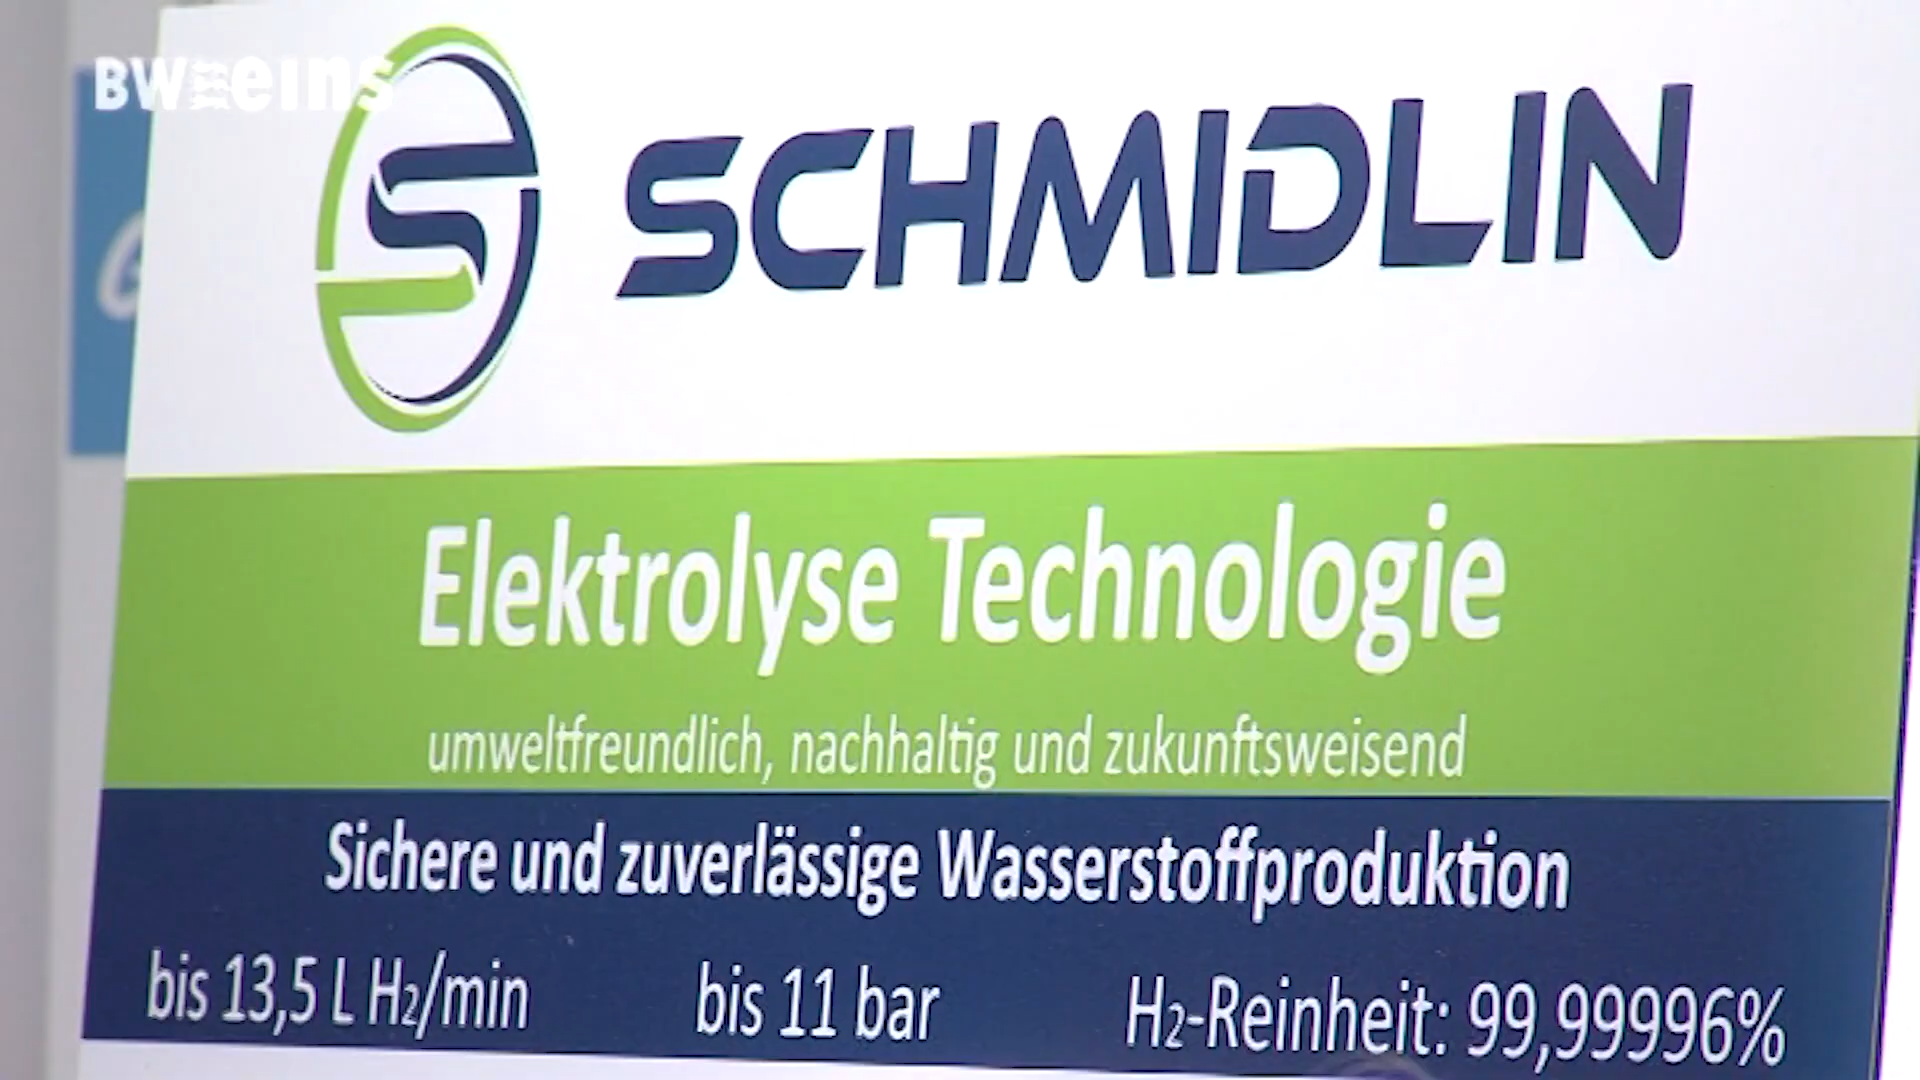 BW eins
SCHMIDLIN
Elektrolyse Technologie
umweltfreundlich, nachhaltig und zukunftsweisend
Sichere und zuverlässige Wasserstoffproduktion
bis 13,5 L H₂/min bis 11 bar H₂-Reinheit: 99,99996%